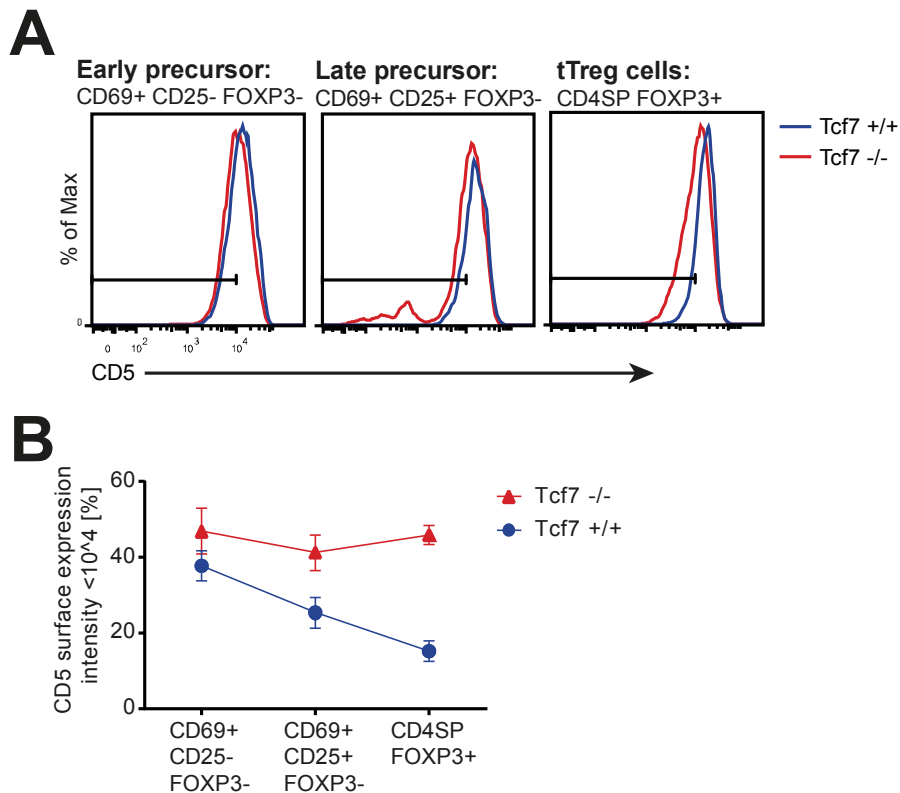 A
Early precursor:
CD69+ CD25- FOXP3-
Late precursor:
CD69+ CD25+ FOXP3-
tTreg cells:
CD4SP FOXP3+
Tcf7 +/+
Tcf7 -/-
% of Max
0
0 10^2 10^3 10^4
CD5
B
CD5 surface expression
intensity <10^4 [%]
60
40
20
0
Tcf7 -/-
Tcf7 +/+
CD69+
CD25-
FOXP3-
CD69+
CD25+
FOXP3-
CD4SP
FOXP3+